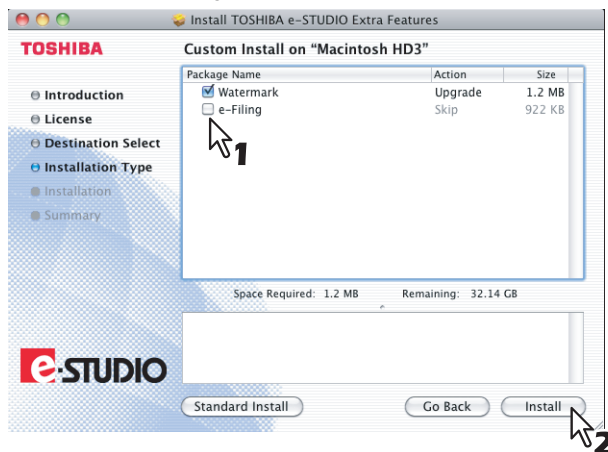 Install TOSHIBA e-STUDIO Extra Features
TOSHIBA
Custom Install on “Macintosh HD3”
Package Name Action Size
Watermark Upgrade 1.2 MB
e-Filing Skip 922 KB
1
Introduction
License
Destination Select
Installation Type
Installation
Summary
Space Required: 1.2 MB Remaining: 32.14 GB
e-STUDIO
Standard Install Go Back Install
2